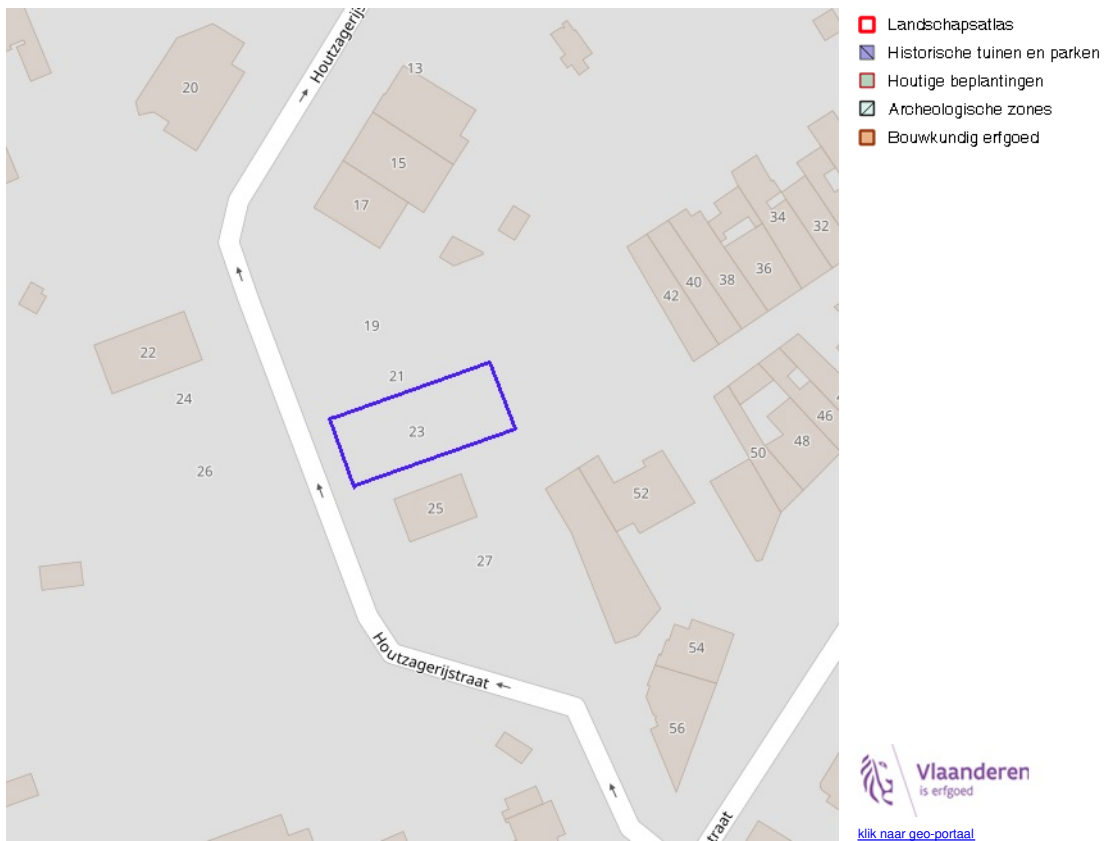 Houtzagerijs
13
20
15
17
34
32
36
38
40
42
19
22
21
24
46
23
48
50
26
52
25
27
Houtzagerijstraat
54
56
traat
Landschapsatlas
Historische tuinen en parken
Houtige beplantingen
Archeologische zones
Bouwkundig erfgoed
Vlaanderen
is erfgoed
klik naar geo-portaal